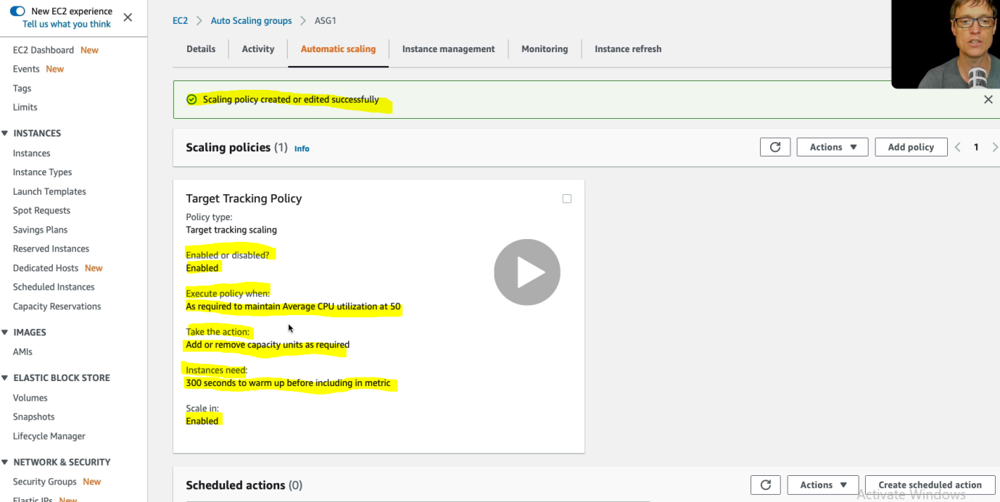 New EC2 experience
Tell us what you think
EC2 Dashboard New
Events New
Tags
Limits
INSTANCES
Instances
Instance Types
Launch Templates
Spot Requests
Savings Plans
Reserved Instances
Dedicated Hosts New
Scheduled Instances
Capacity Reservations
IMAGES
AMIs
ELASTIC BLOCK STORE
Volumes
Snapshots
Lifecycle Manager
NETWORK & SECURITY
Security Groups New
Elastic IPs New
EC2 > Auto Scaling groups > ASG1
Details Activity Automatic scaling Instance management Monitoring Instance refresh
Scaling policy created or edited successfully
Scaling policies (1) Info Actions Add policy 1
Target Tracking Policy
Policy type:
Target tracking scaling
Enabled or disabled?
Enabled
Execute policy when:
As required to maintain Average CPU utilization at 50
Take the action:
Add or remove capacity units as required
Instances need:
300 seconds to warm up before including in metric
Scale in:
Enabled
Scheduled actions (0) Actions Create scheduled action
Activate Windows